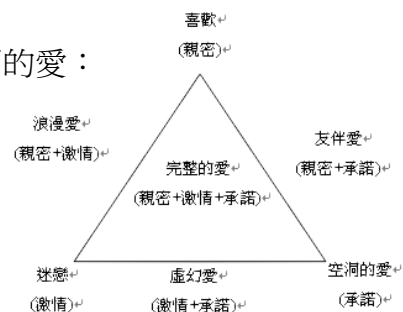 喜歡
(親密)
的愛：
浪漫愛
(親密+激情)
友伴愛
(親密+承諾)
完整的愛
(親密+激情+承諾)
迷戀
(激情)
虛幻愛
(激情+承諾)
空洞的愛
(承諾)